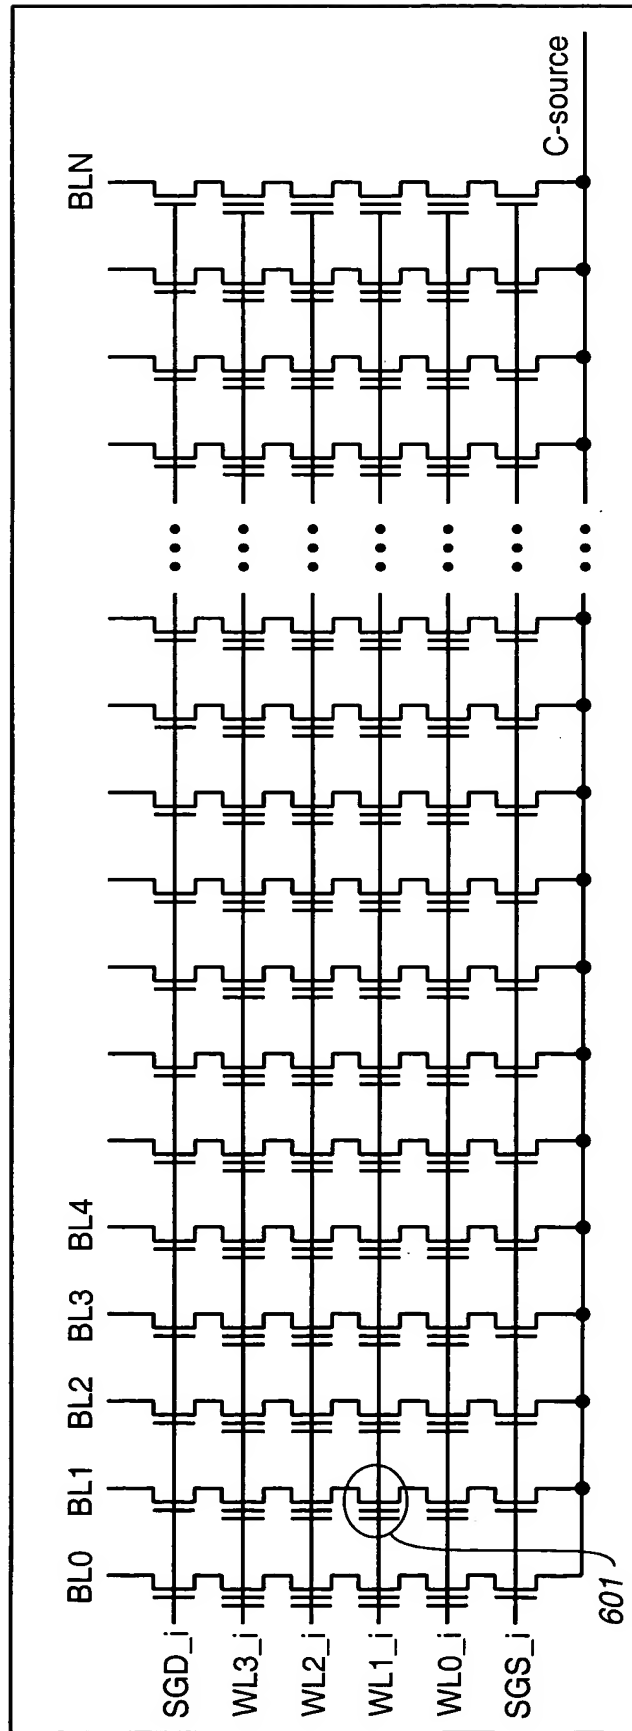 BL0
BL1
BL2
BL3
BL4
BLN
SGD_i
WL3_i
WL2_i
WL1_i
WL0_i
SGS_i
C-source
601